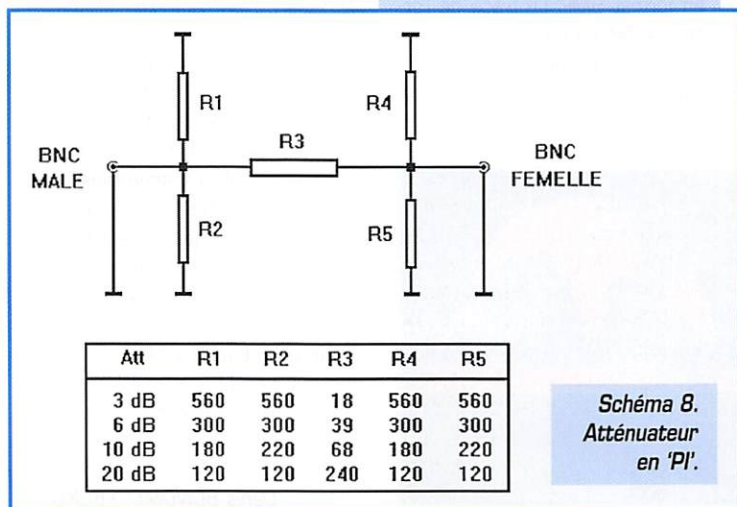 R1
R4
R3
BNC
MALE
BNC
FEMELLE
R2
R5
Att R1 R2 R3 R4 R5
3 dB 560 560 18 560 560
6 dB 300 300 39 300 300
10 dB 180 220 68 180 220
20 dB 120 120 240 120 120
Schéma 8.
Atténuateur
en 'PI'.